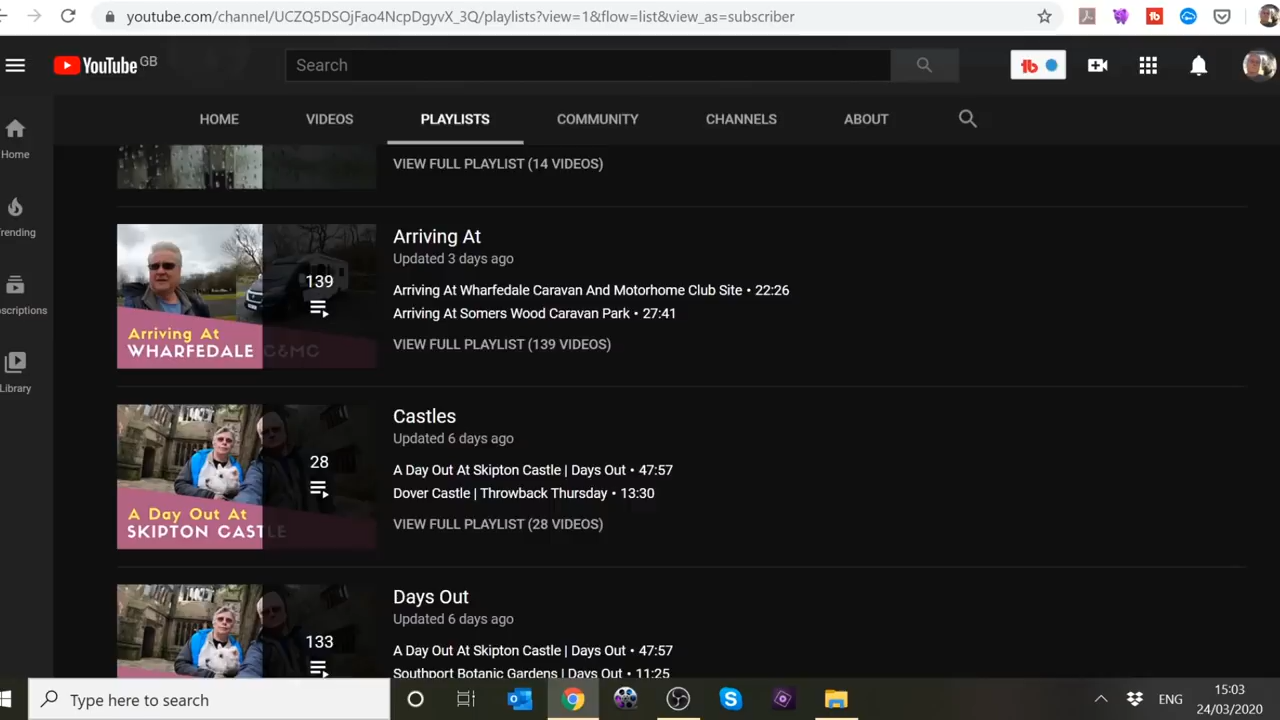 youtube.com/channel/UCZQ5DSOjFao4NcpDgyvX_3Q/playlists?view=1&flow=list&view_as=subscriber
YouTube GB
Search
HOME
VIDEOS
PLAYLISTS
COMMUNITY
CHANNELS
ABOUT
Home
Trending
scriptions
Library
VIEW FULL PLAYLIST (14 VIDEOS)
139
Arriving At
WHARFEDALE C&MC
Arriving At
Updated 3 days ago
Arriving At Wharfedale Caravan And Motorhome Club Site • 22:26
Arriving At Somers Wood Caravan Park • 27:41
VIEW FULL PLAYLIST (139 VIDEOS)
28
A Day Out At
SKIPTON CASTLE
Castles
Updated 6 days ago
A Day Out At Skipton Castle | Days Out • 47:57
Dover Castle | Throwback Thursday • 13:30
VIEW FULL PLAYLIST (28 VIDEOS)
133
Days Out
Updated 6 days ago
A Day Out At Skipton Castle | Days Out • 47:57
Southport Botanic Gardens | Days Out • 11:25
Type here to search
ENG
15:03
24/03/2020